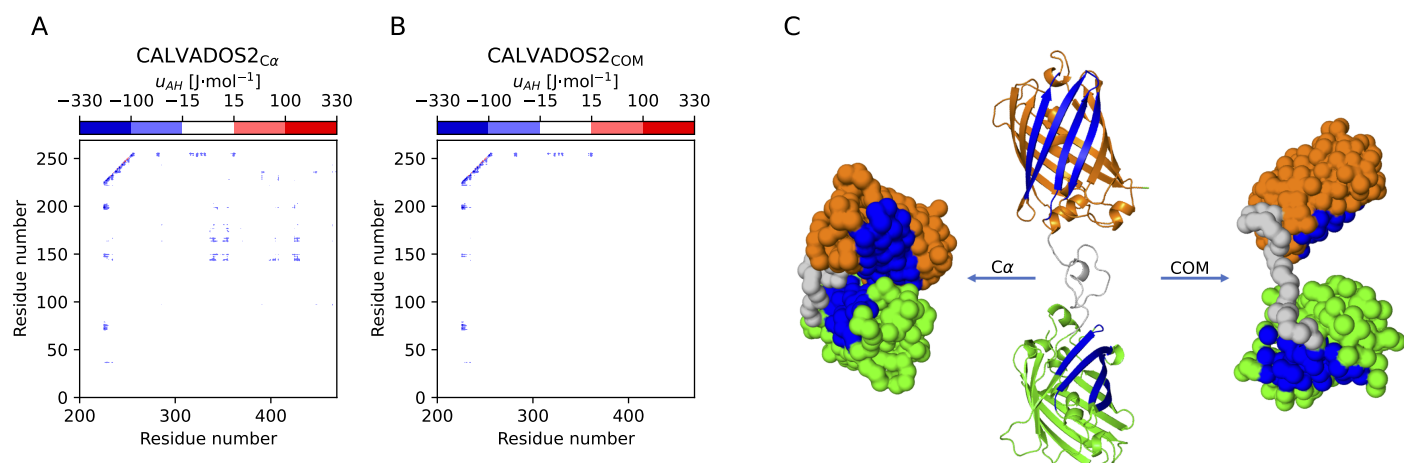 A
CALVADOS2Cα
uAH [J·mol−1]
−330 −100 −15 15 100 330
250
200
150
100
50
0
Residue number
200 300 400
Residue number
B
CALVADOS2COM
uAH [J·mol−1]
−330 −100 −15 15 100 330
250
200
150
100
50
0
Residue number
200 300 400
Residue number
C
Cα
COM